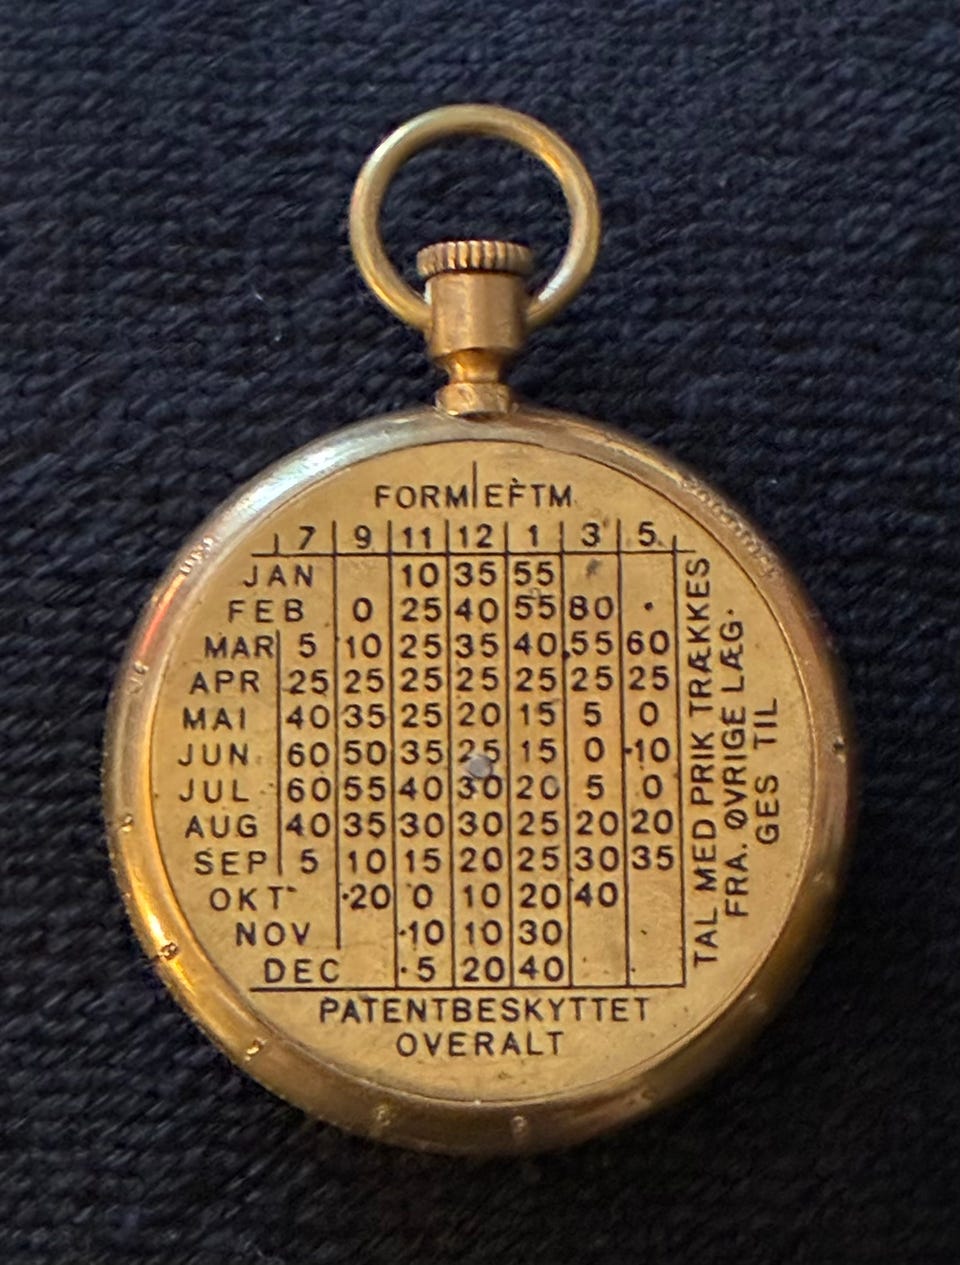 FORM EFTM
7 9 11 12 1 3 5
JAN 10 35 55
FEB 0 25 40 55 80
MAR 5 10 25 35 40 55 60
APR 25 25 25 25 25 25 25
MAI 40 35 25 20 15 5 0
JUN 60 50 35 25 15 0 ·10
JUL 60 55 40 30 20 5 0
AUG 40 35 30 30 25 20 20
SEP 5 10 15 20 25 30 35
OKT ·20 0 10 20 40
NOV ·10 10 30
DEC ·5 20 40
TAL MED PRIK TRÆKKES
FRA. ØVRIGE LÆG·
GES TIL
PATENTBESKYTTET
OVERALT